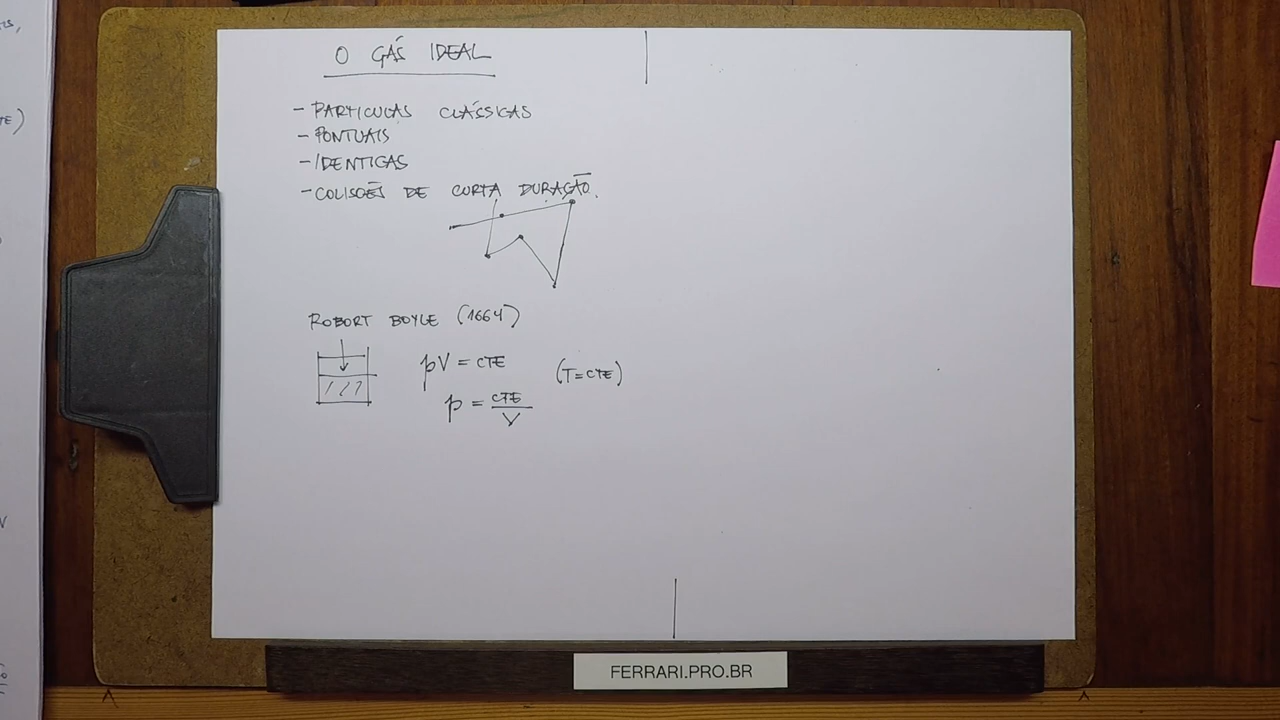 O GÁS IDEAL
- PARTICULAS CLÁSSICAS
- PONTUAIS
- IDENTICAS
- COLISÕES DE CURTA DURAÇÃO.
ROBERT BOYLE (1664)
pV = CTE (T=CTE)
p = CTE/V
FERRARI.PRO.BR